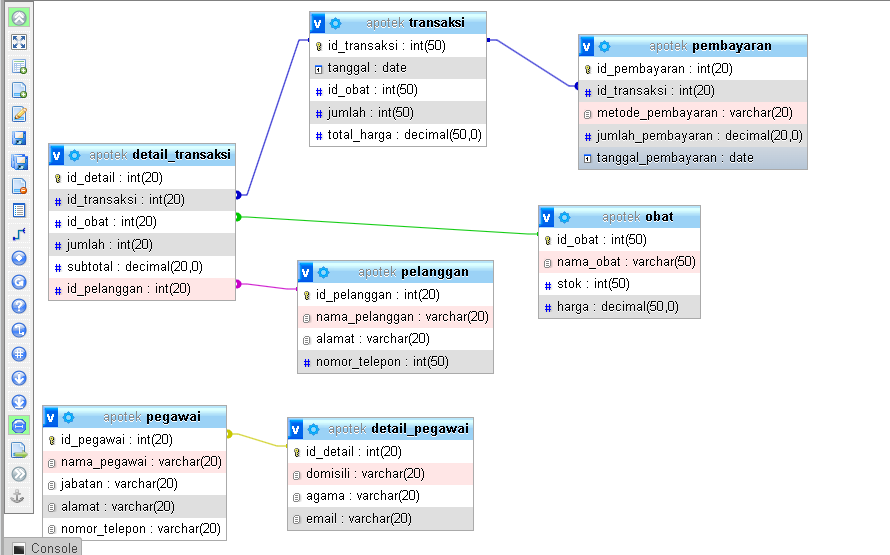 v apotek transaksi
id_transaksi : int(50)
tanggal : date
# id_obat : int(50)
# jumlah : int(50)
# total_harga : decimal(50,0)
v apotek pembayaran
id_pembayaran : int(20)
# id_transaksi : int(20)
metode_pembayaran : varchar(20)
# jumlah_pembayaran : decimal(20,0)
tanggal_pembayaran : date
v apotek detail_transaksi
id_detail : int(20)
# id_transaksi : int(20)
# id_obat : int(20)
# jumlah : int(20)
# subtotal : decimal(20,0)
# id_pelanggan : int(20)
v apotek obat
id_obat : int(50)
nama_obat : varchar(50)
# stok : int(50)
# harga : decimal(50,0)
v apotek pelanggan
id_pelanggan : int(20)
nama_pelanggan : varchar(20)
alamat : varchar(20)
# nomor_telepon : int(50)
v apotek pegawai
id_pegawai : int(20)
nama_pegawai : varchar(20)
jabatan : varchar(20)
alamat : varchar(20)
nomor_telepon : varchar(20)
v apotek detail_pegawai
id_detail : int(20)
domisili : varchar(20)
agama : varchar(20)
email : varchar(20)
Console